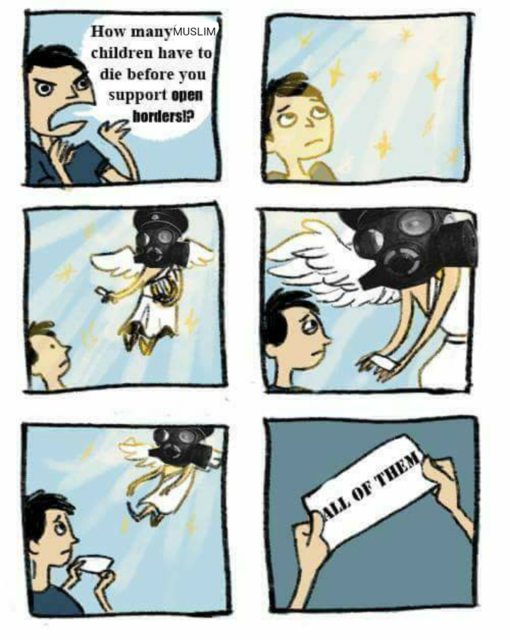 How many MUSLIM
children have to
die before you
support open
borders!?
ALL OF THEM